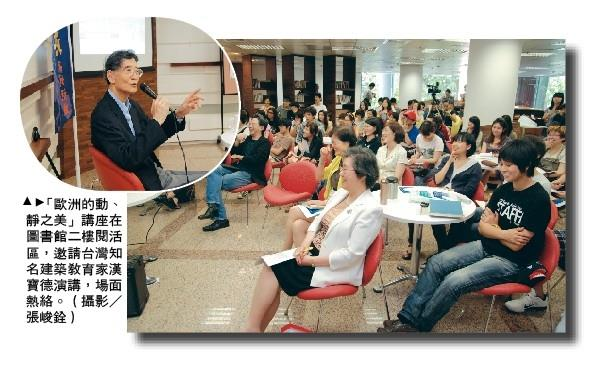 ▲▶「歐洲的動、
靜之美」講座在
圖書館二樓閱活
區，邀請台灣知
名建築教育家漢
寶德演講，場面
熱絡。（攝影／
張峻銓）